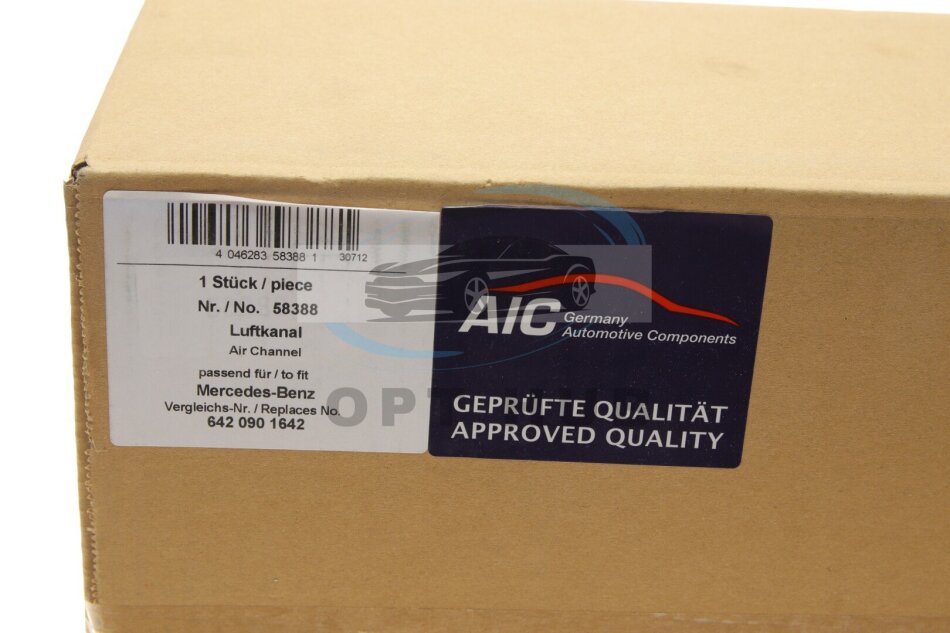 4 046283 58388 1 30712
1 Stück / piece
Nr. / No. 58388
Luftkanal
Air Channel
passend für / to fit
Mercedes-Benz
Vergleichs-Nr. / Replaces No.
642 090 1642
AIC Germany
Automotive Components
GEPRÜFTE QUALITÄT
APPROVED QUALITY